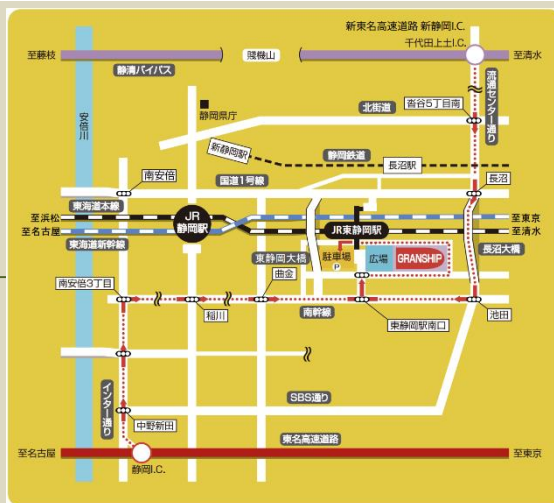 新東名高速道路 新静岡I.C.
千代田上土I.C.
至藤枝
賤機山
至清水
静清バイパス
流通センター通り
安倍川
静岡県庁
北街道
沓谷5丁目南
新静岡駅
静岡鉄道
長沼駅
南安倍
国道1号線
長沼
東海道本線
至浜松
JR
静岡駅
JR東静岡駅
至東京
至名古屋
至清水
東海道新幹線
東静岡大橋
駐車場
P
広場
GRANSHIP
長沼大橋
南安倍3丁目
曲金
稲川
南幹線
東静岡駅南口
池田
インター通り
SBS通り
中野新田
東名高速道路
至名古屋
至東京
静岡I.C.